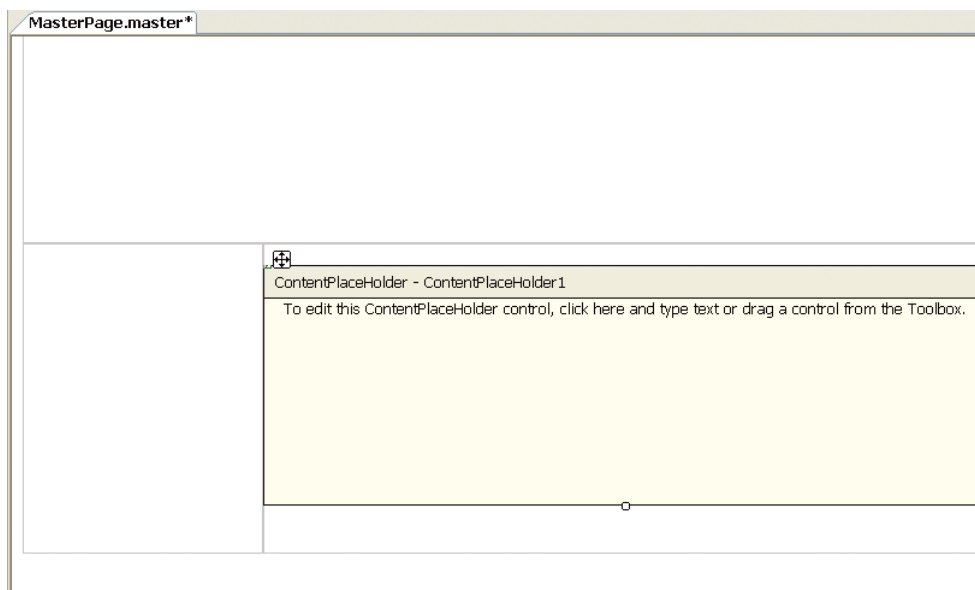 MasterPage.master*
ContentPlaceHolder - ContentPlaceHolder1
To edit this ContentPlaceHolder control, click here and type text or drag a control from the Toolbox.